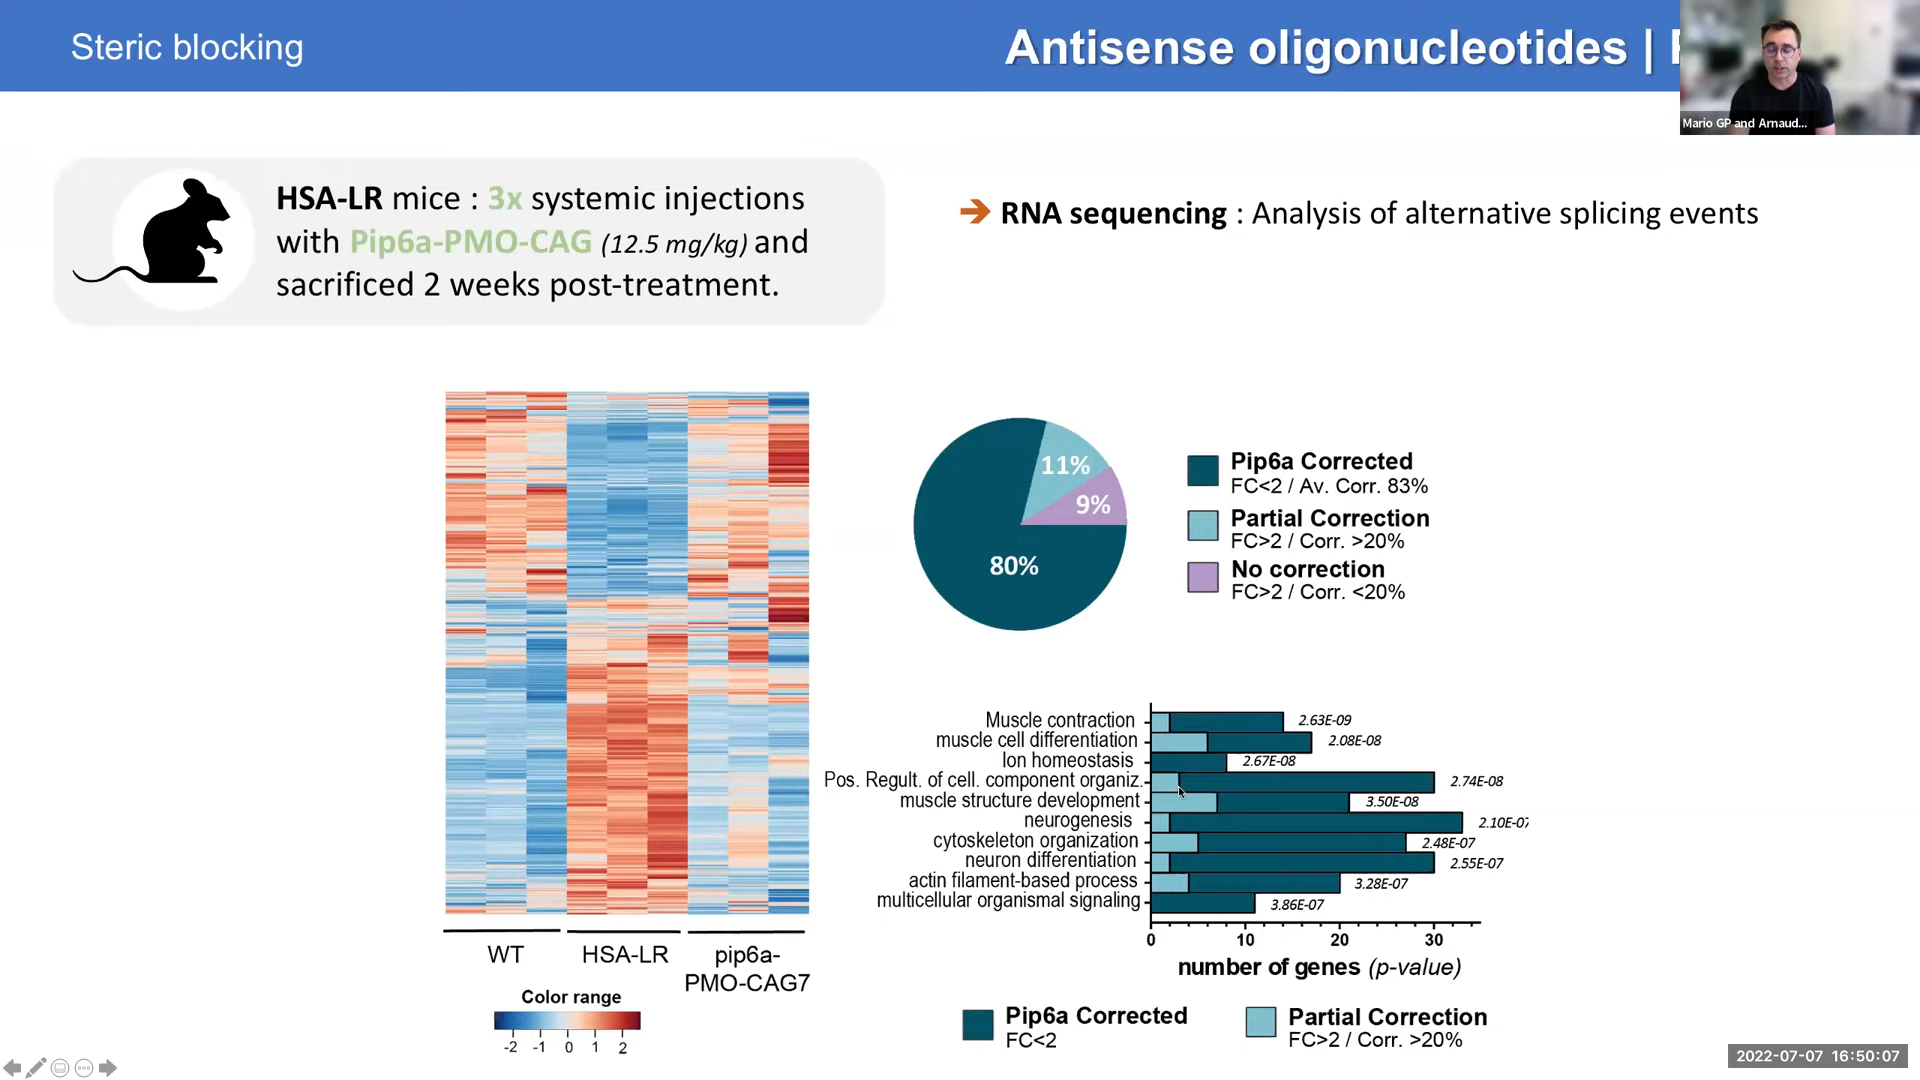 Steric blocking
Antisense oligonucleotides |
Mario GP and Arnaud...
HSA-LR mice : 3x systemic injections
with Pip6a-PMO-CAG (12.5 mg/kg) and
sacrificed 2 weeks post-treatment.
RNA sequencing : Analysis of alternative splicing events
WT
HSA-LR
pip6a-
PMO-CAG7
Color range
-2 -1 0 1 2
11%
9%
80%
Pip6a Corrected
FC<2 / Av. Corr. 83%
Partial Correction
FC>2 / Corr. >20%
No correction
FC>2 / Corr. <20%
Muscle contraction 2.63E-09
muscle cell differentiation 2.08E-08
Ion homeostasis 2.67E-08
Pos. Regult. of cell. component organiz. 2.74E-08
muscle structure development 3.50E-08
neurogenesis 2.10E-07
cytoskeleton organization 2.48E-07
neuron differentiation 2.55E-07
actin filament-based process 3.28E-07
multicellular organismal signaling 3.86E-07
0 10 20 30
number of genes (p-value)
Pip6a Corrected
FC<2
Partial Correction
FC>2 / Corr. >20%
2022-07-07 16:50:07